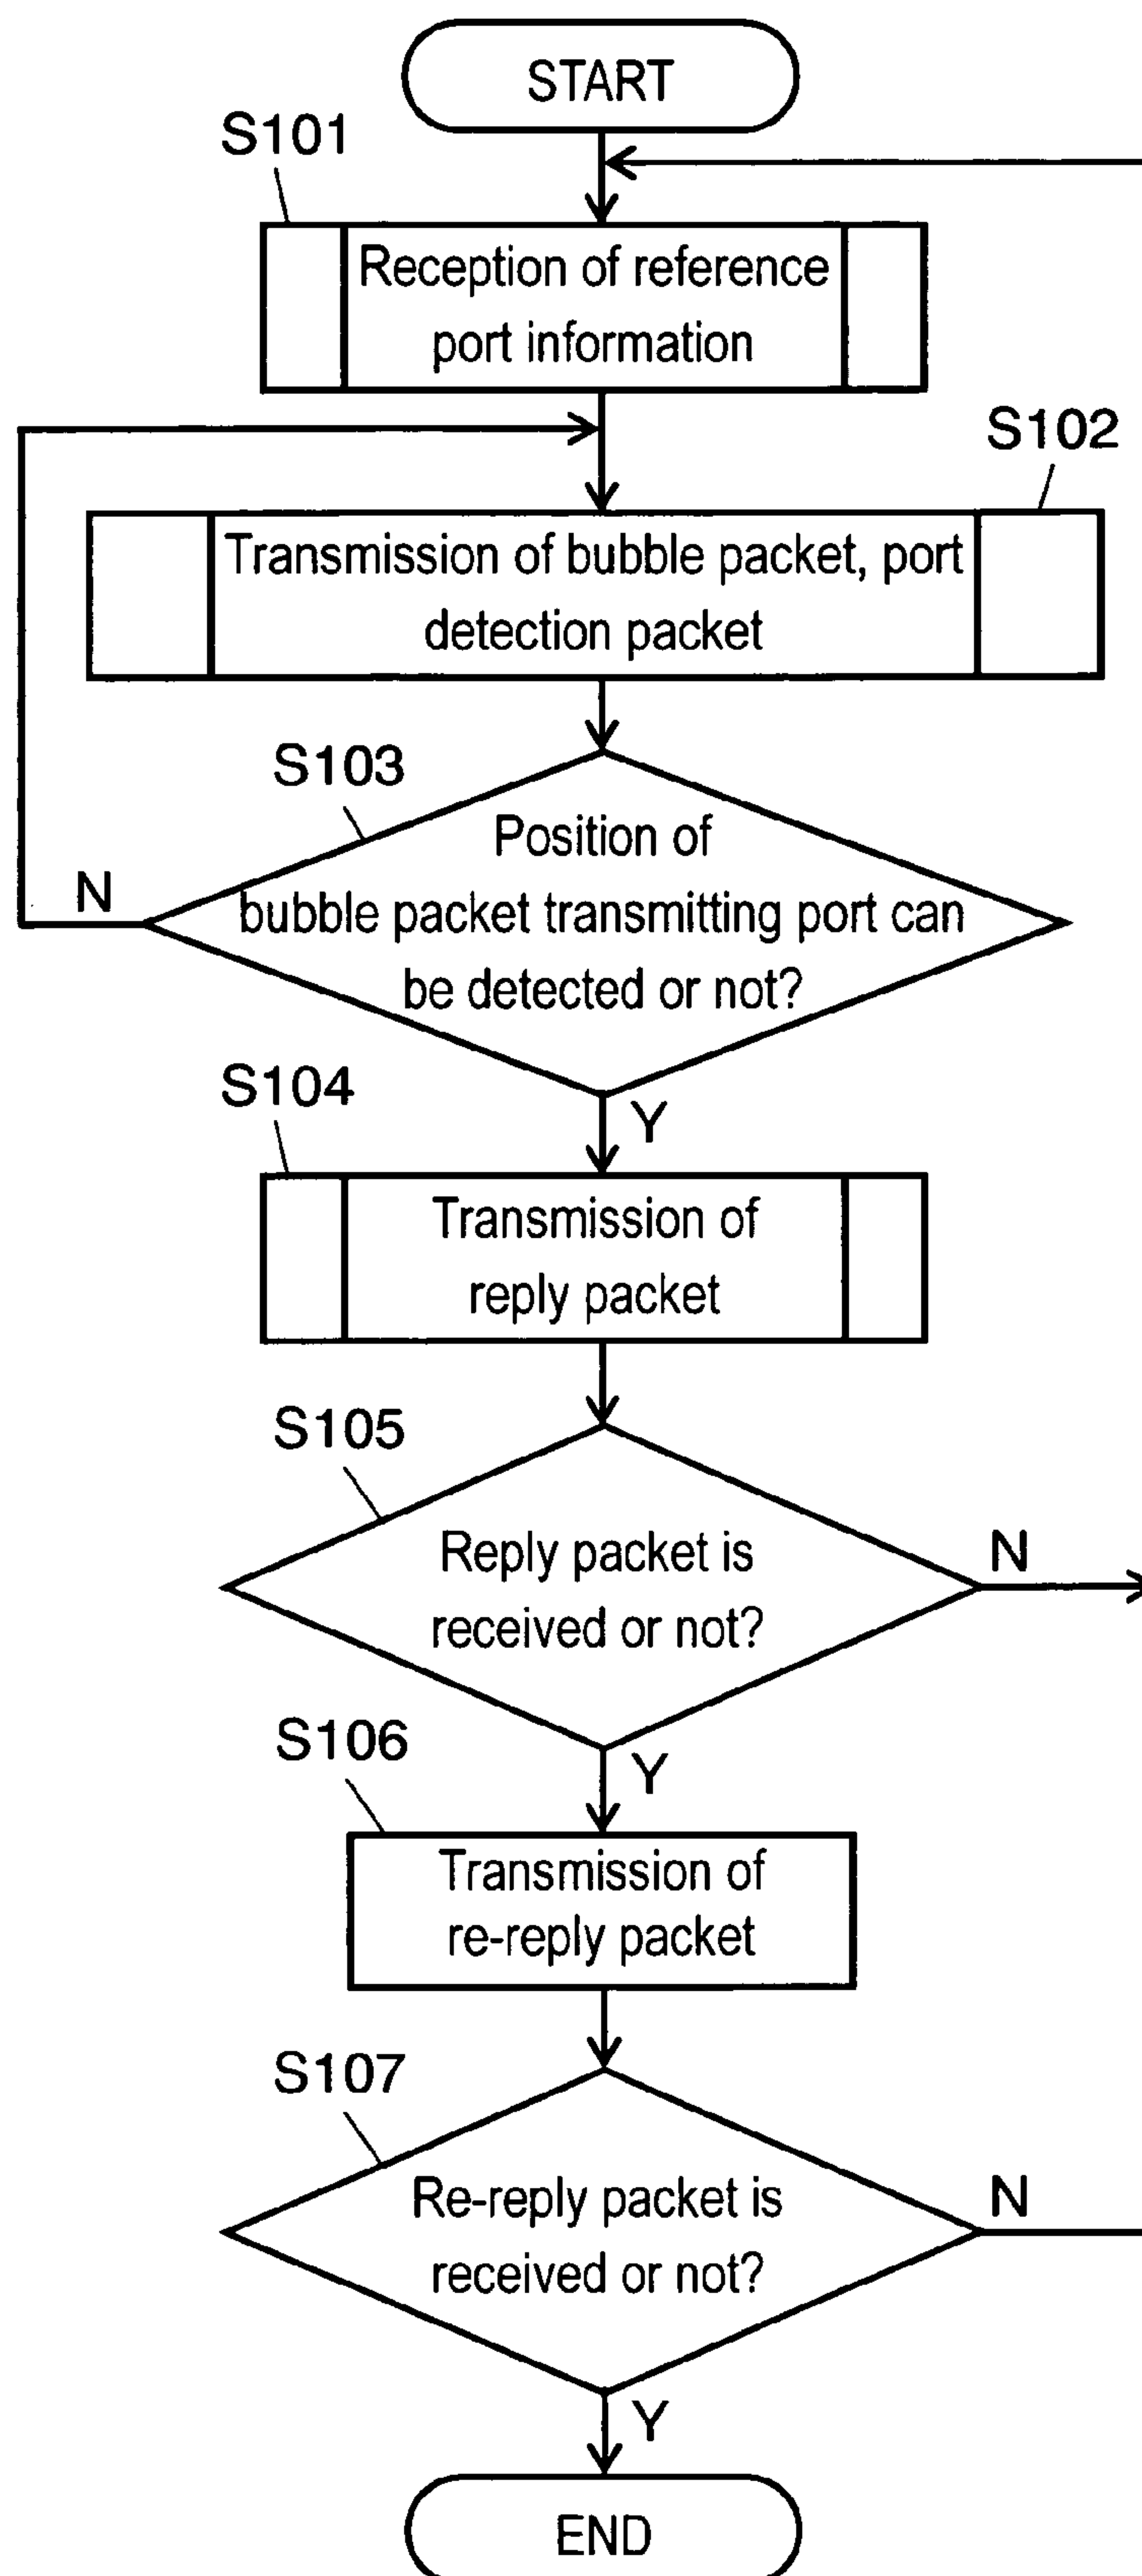 START
S101
Reception of reference
port information
S102
Transmission of bubble packet, port
detection packet
S103
Position of
bubble packet transmitting port can
be detected or not?
N
Y
S104
Transmission of
reply packet
S105
Reply packet is
received or not?
N
Y
S106
Transmission of
re-reply packet
S107
Re-reply packet is
received or not?
N
Y
END